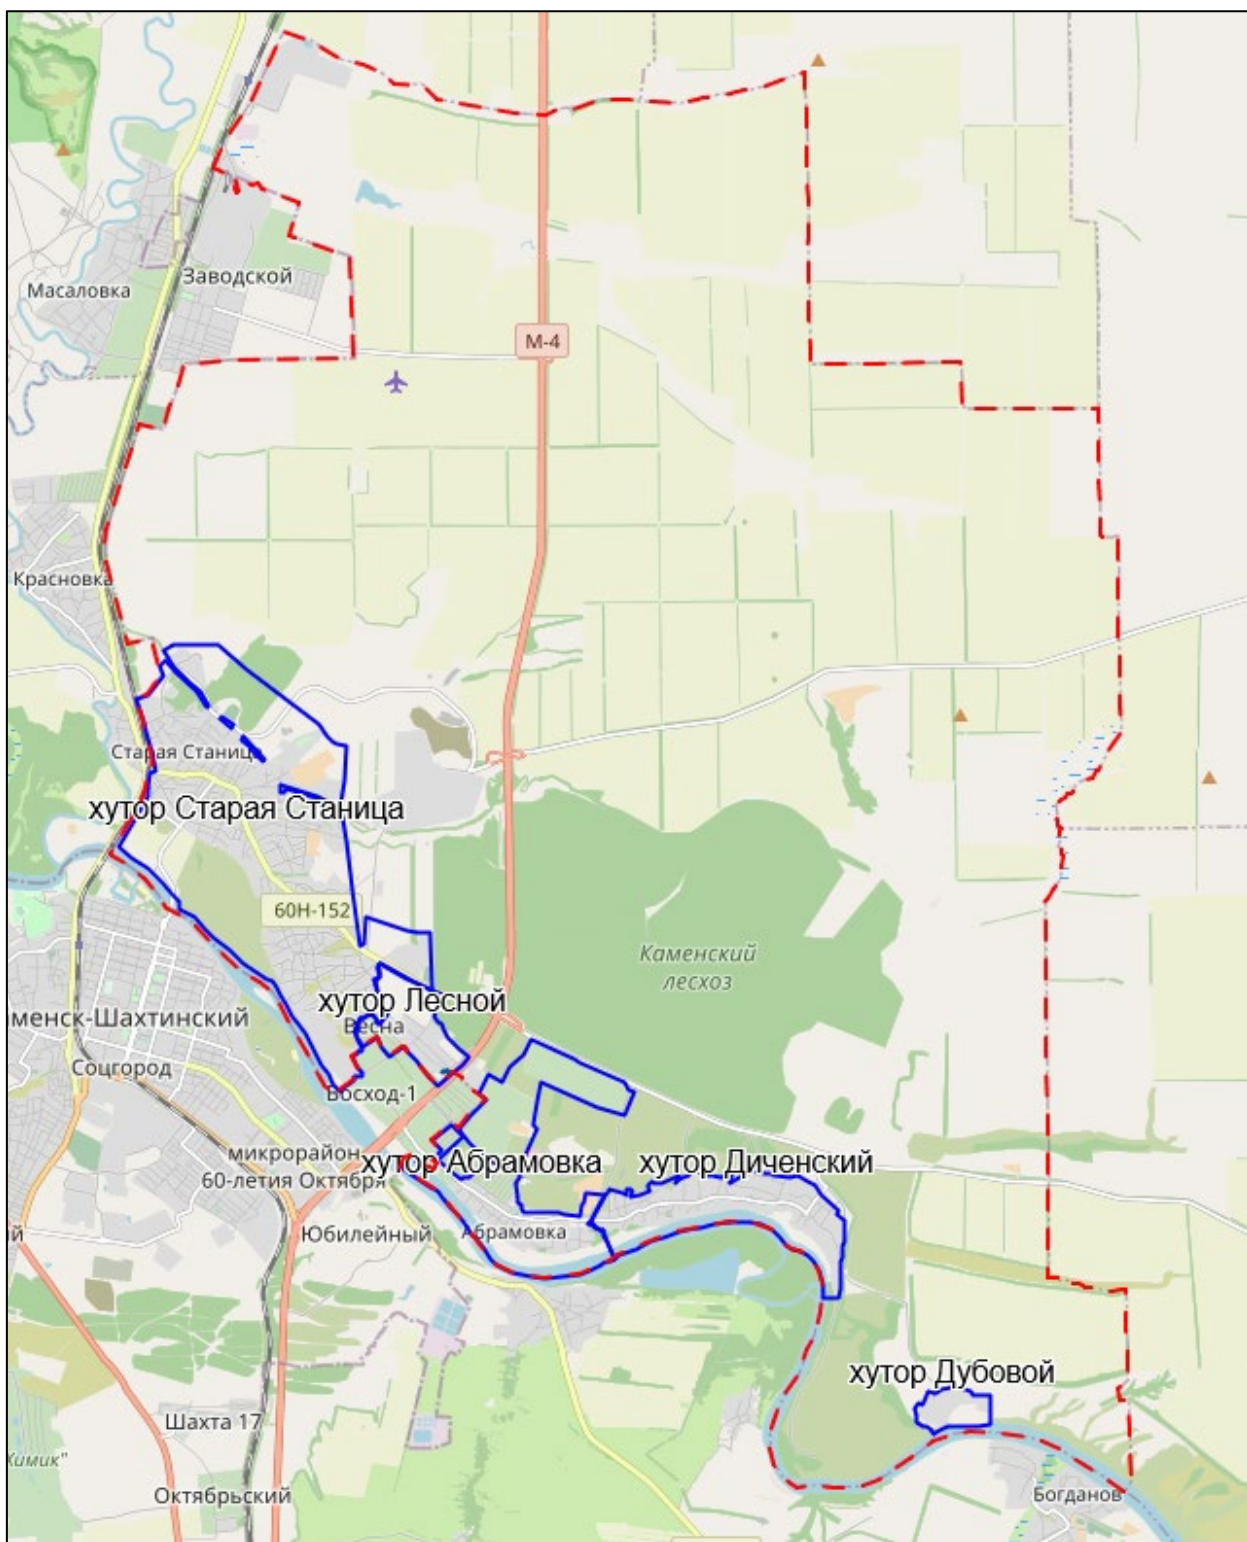 Заводской
Масаловка
М-4
Красновка
Старая Станица
хутор Старая Станица
60Н-152
Каменский
лесхоз
хутор Лесной
Весна
менск-Шахтинский
Соцгород
Восход-1
микрорайон
60-летия Октября
хутор Абрамовка
хутор Диченский
ий
Юбилейный
Абрамовка
хутор Дубовой
Шахта 17
Химик"
Октябрьский
Богданов